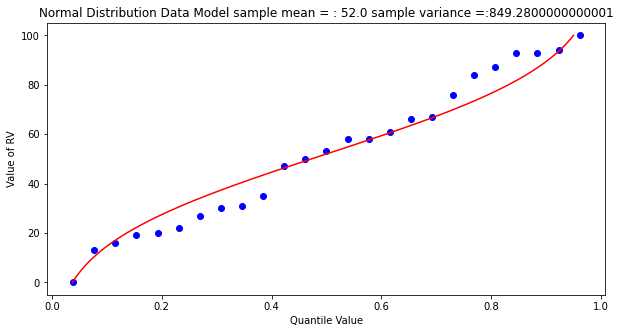 Normal Distribution Data Model sample mean = : 52.0 sample variance =:849.2800000000001
100
80
60
40
20
0
Value of RV
0.0 0.2 0.4 0.6 0.8 1.0
Quantile Value